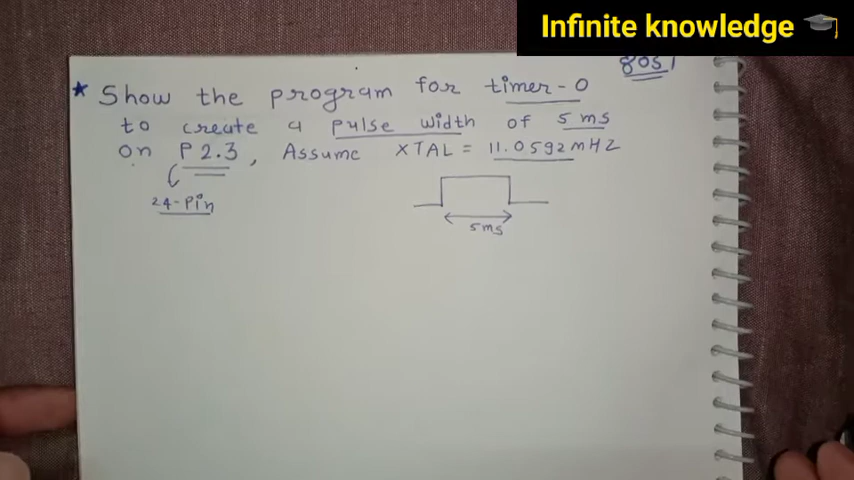 Infinite knowledge 🎓
8051
* Show the program for timer-0
to create a pulse width of 5 ms
on P 2.3, Assume XTAL = 11.0592 MHZ
24-Pin
5ms